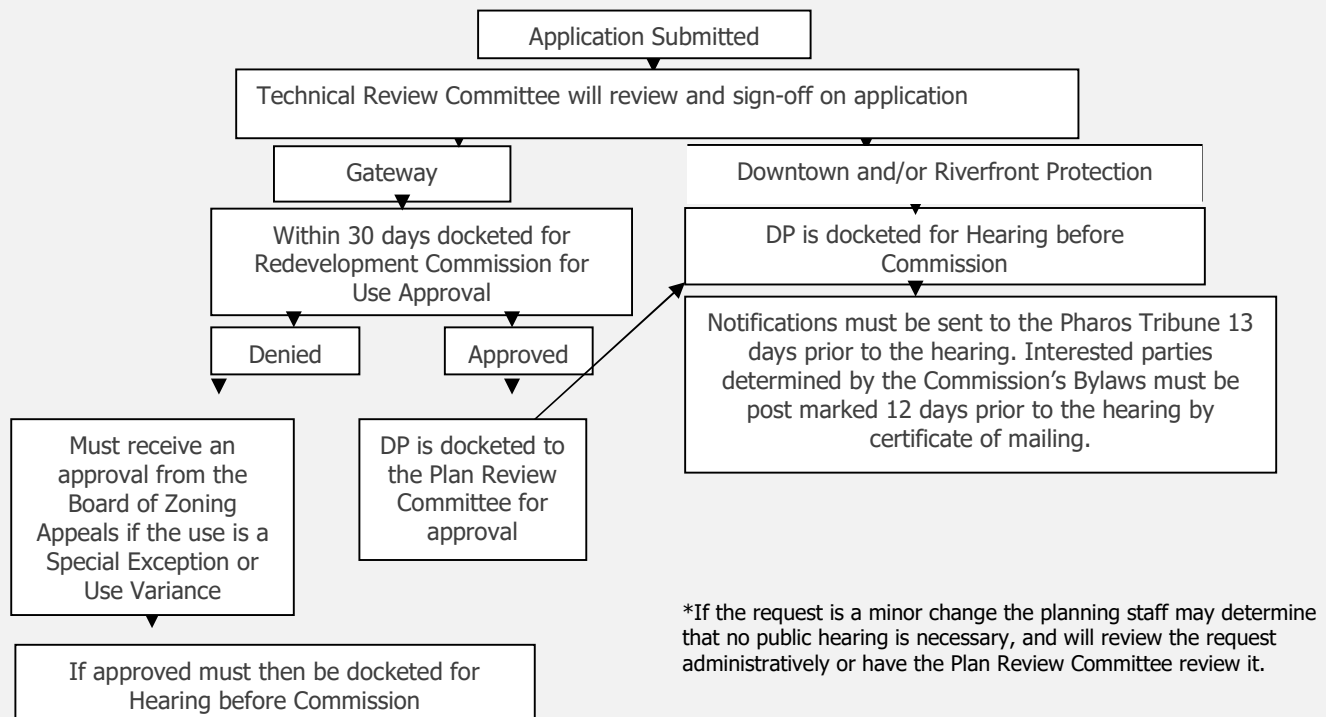 Application Submitted
Technical Review Committee will review and sign-off on application
Gateway
Downtown and/or Riverfront Protection
Within 30 days docketed for
Redevelopment Commission for
Use Approval
DP is docketed for Hearing before
Commission
Denied
Approved
Notifications must be sent to the Pharos Tribune 13
days prior to the hearing. Interested parties
determined by the Commission’s Bylaws must be
post marked 12 days prior to the hearing by
certificate of mailing.
Must receive an
approval from the
Board of Zoning
Appeals if the use is a
Special Exception or
Use Variance
DP is docketed to
the Plan Review
Committee for
approval
*If the request is a minor change the planning staff may determine
that no public hearing is necessary, and will review the request
administratively or have the Plan Review Committee review it.
If approved must then be docketed for
Hearing before Commission